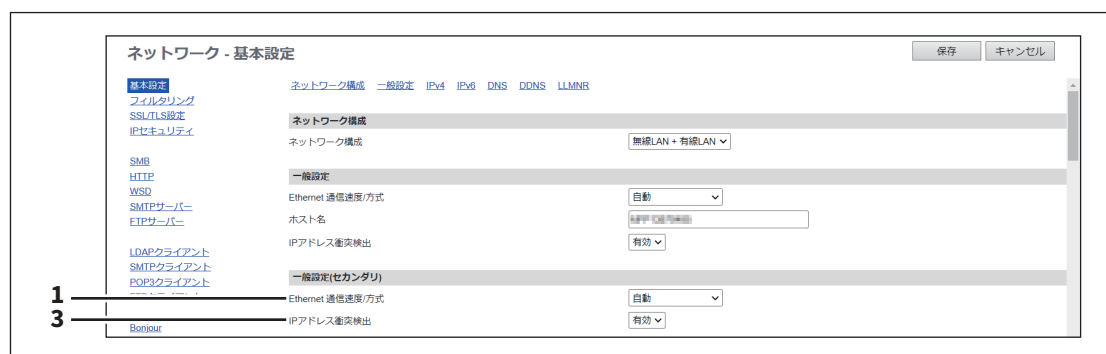 ネットワーク - 基本設定
保存 キャンセル
基本設定
フィルタリング
SSL/TLS設定
IPセキュリティ
SMB
HTTP
WSD
SMTPサーバー
FTPサーバー
LDAPクライアント
SMTPクライアント
POP3クライアント
Bonjour
ネットワーク構成 一般設定 IPv4 IPv6 DNS DDNS LLMNR
ネットワーク構成
ネットワーク構成 無線LAN + 有線LAN
一般設定
Ethernet 通信速度/方式 自動
ホスト名
IPアドレス衝突検出 有効
一般設定(セカンダリ)
1 Ethernet 通信速度/方式 自動
3 IPアドレス衝突検出 有効